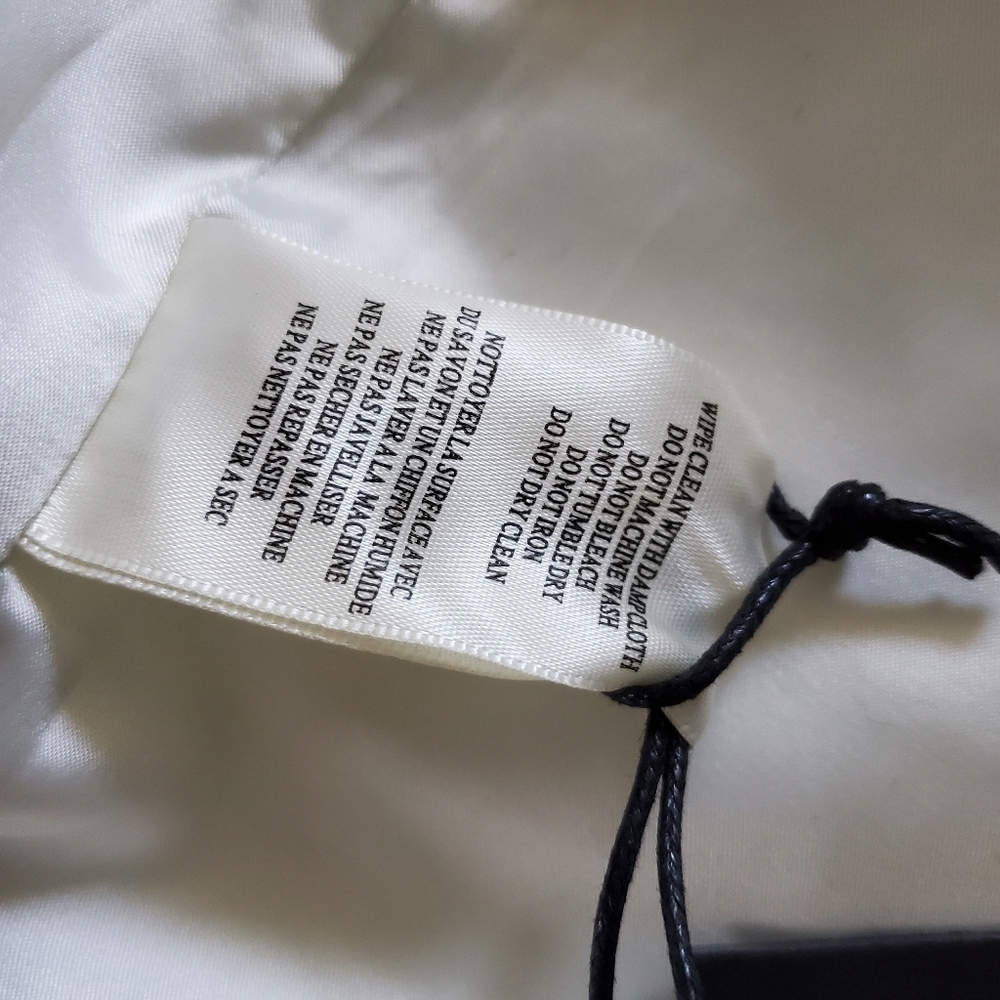 WIPE CLEAN WITH DAMP CLOTH
DO NOT MACHINE WASH
DO NOT BLEACH
DO NOT TUMBLE DRY
DO NOT IRON
DO NOT DRY CLEAN
NOTTOYER LA SURFACE AVEC
DU SAVON ET UN CHIFFON HUMIDE
NE PAS LAVER A LA MACHINE
NE PAS JAVELLISER
NE PAS SECHER EN MACHINE
NE PAS REPASSER
NE PAS NETTOYER A SEC